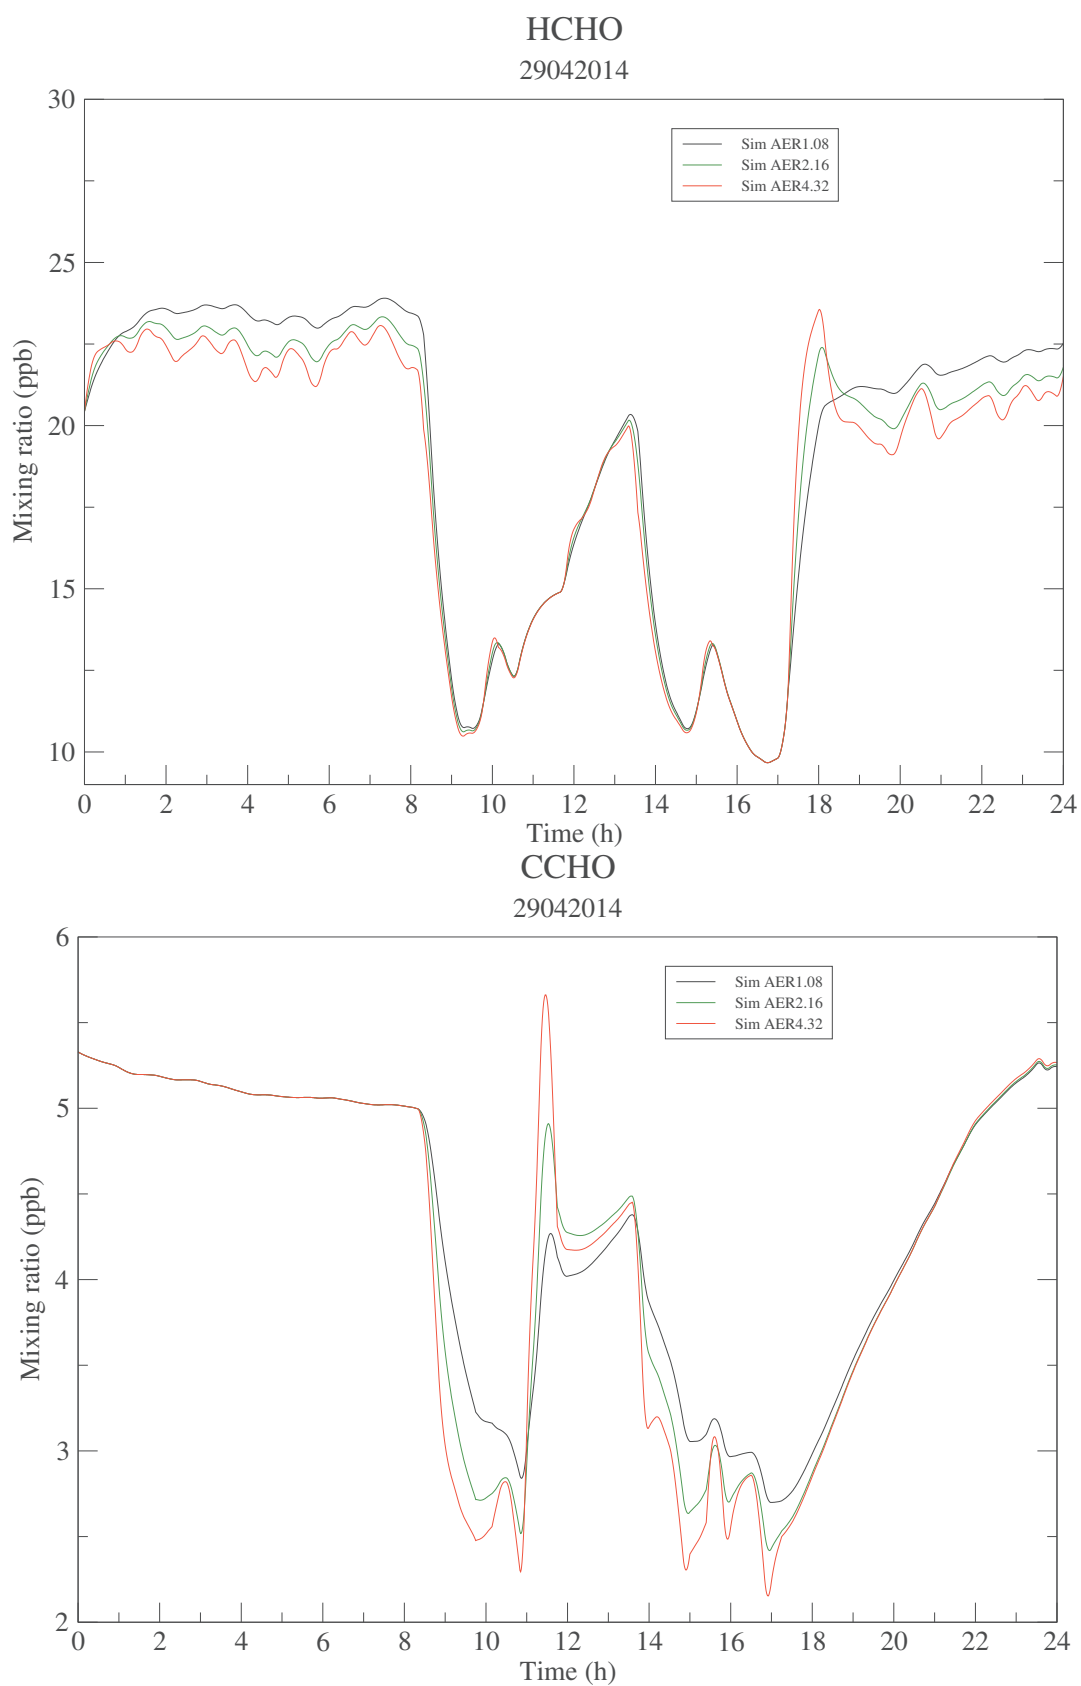 HCHO
29042014
30
25
20
15
10
Mixing ratio (ppb)
Sim AER1.08
Sim AER2.16
Sim AER4.32
0 2 4 6 8 10 12 14 16 18 20 22 24
Time (h)
CCHO
29042014
6
5
4
3
2
Mixing ratio (ppb)
Sim AER1.08
Sim AER2.16
Sim AER4.32
0 2 4 6 8 10 12 14 16 18 20 22 24
Time (h)